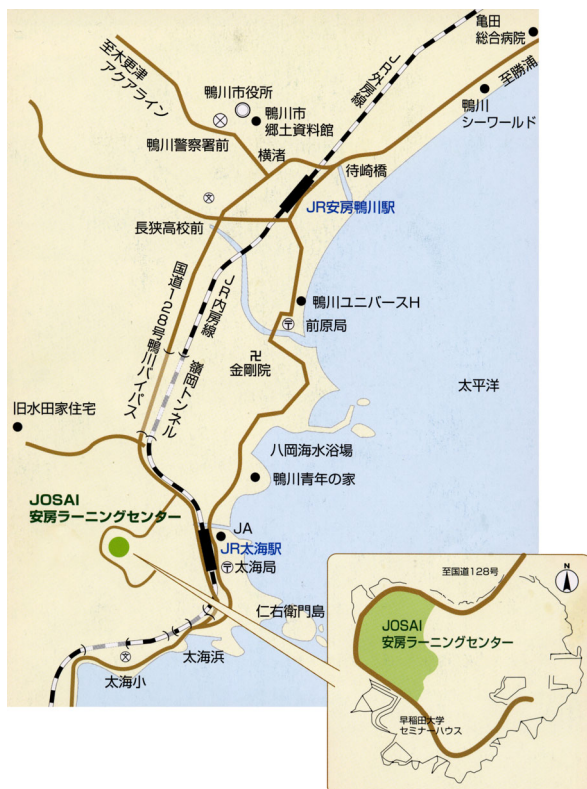 亀田
総合病院
至木更津
アクアライン
JR外房線
至勝浦
鴨川市役所
鴨川市
郷土資料館
鴨川
シーワールド
鴨川警察署前
横渚
待崎橋
JR安房鴨川駅
長狭高校前
国道128号鴨川バイパス
JR内房線
鴨川ユニバースH
前原局
嶺岡トンネル
金剛院
太平洋
旧水田家住宅
八岡海水浴場
鴨川青年の家
JOSAI
安房ラーニングセンター
JA
JR太海駅
太海局
仁右衛門島
太海浜
太海小
至国道128号
N
JOSAI
安房ラーニングセンター
早稲田大学
セミナーハウス